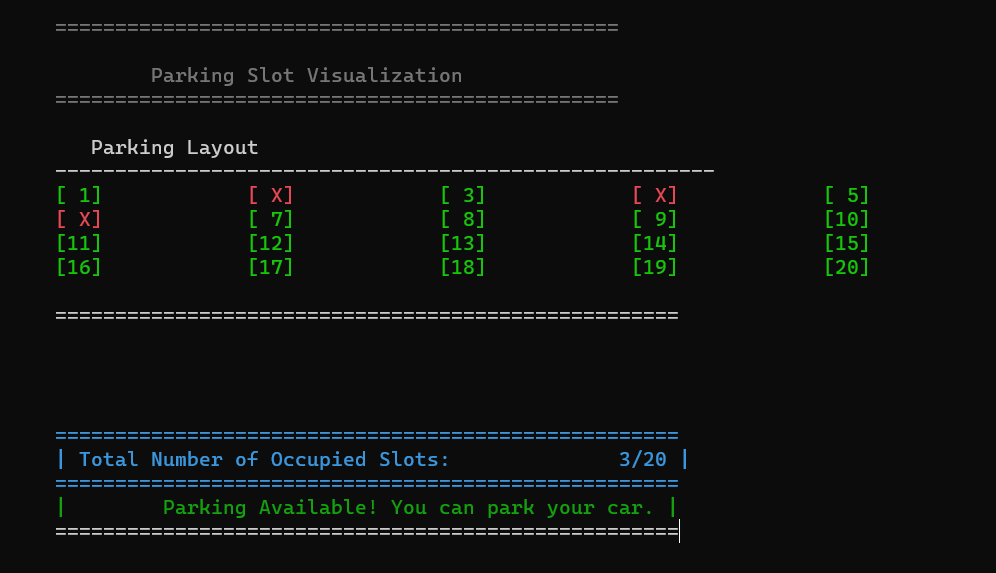 ===============================================
Parking Slot Visualization
===============================================
Parking Layout
-------------------------------------------------------
[ 1] [ X] [ 3] [ X] [ 5]
[ X] [ 7] [ 8] [ 9] [10]
[11] [12] [13] [14] [15]
[16] [17] [18] [19] [20]
====================================================
====================================================
| Total Number of Occupied Slots: 3/20 |
====================================================
| Parking Available! You can park your car. |
====================================================